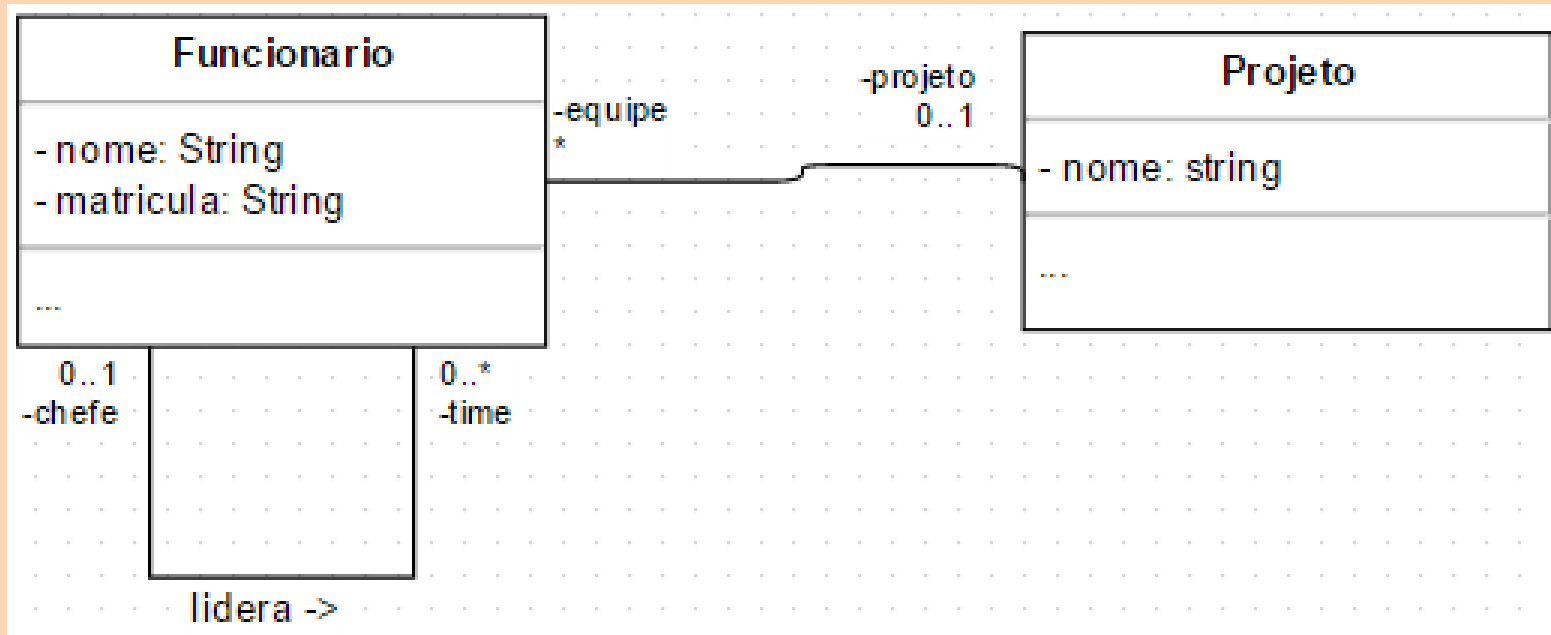 Funcionario
- nome: String
- matricula: String
...
-equipe
*
-projeto
0..1
Projeto
- nome: string
...
0..1
-chefe
0..*
-time
lidera ->